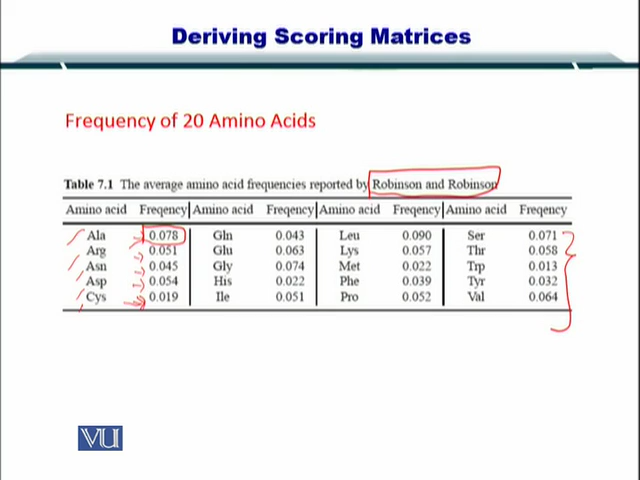 Deriving Scoring Matrices
Frequency of 20 Amino Acids
Table 7.1 The average amino acid frequencies reported by Robinson and Robinson
Amino acid Freqency Amino acid Freqency Amino acid Freqency Amino acid Freqency
Ala 0.078 Gln 0.043 Leu 0.090 Ser 0.071
Arg 0.051 Glu 0.063 Lys 0.057 Thr 0.058
Asn 0.045 Gly 0.074 Met 0.022 Trp 0.013
Asp 0.054 His 0.022 Phe 0.039 Tyr 0.032
Cys 0.019 Ile 0.051 Pro 0.052 Val 0.064
VU